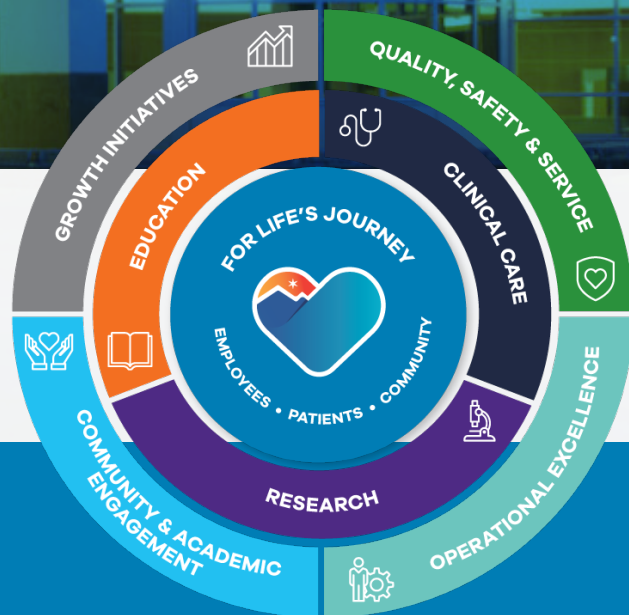 GROWTH INITIATIVES
QUALITY, SAFETY & SERVICE
EDUCATION
CLINICAL CARE
FOR LIFE'S JOURNEY
EMPLOYEES • PATIENTS • COMMUNITY
RESEARCH
COMMUNITY & ACADEMIC
ENGAGEMENT
OPERATIONAL EXCELLENCE